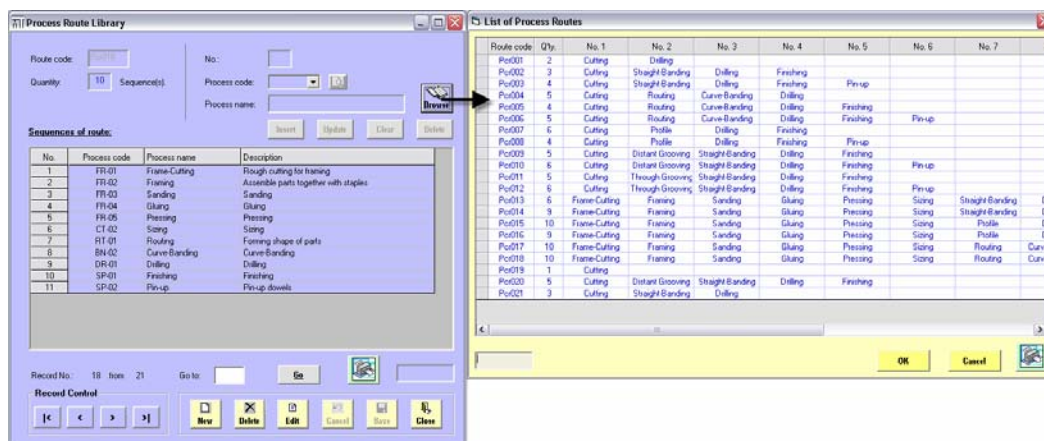 Process Route Library
Route code:
No.:
Quantity:
10
Sequence(s).
Process code:
Process name:
Browse
Insert
Update
Clear
Delete
Sequences of route:
No. Process code Process name Description
1 FR-01 Frame-Cutting Rough cutting for framing
2 FR-02 Framing Assemble parts together with staples
3 FR-03 Sanding Sanding
4 FR-04 Gluing Gluing
5 FR-05 Pressing Pressing
6 CT-02 Sizing Sizing
7 RT-01 Routing Forming shape of parts
8 BN-02 Curve-Banding Curve-Banding
9 DR-01 Drilling Drilling
10 SP-01 Finishing Finishing
11 SP-02 Pin-up Pin-up dowels
Record No.: 18 from 21
Go to:
Go
Record Control
|< < > >|
New Delete Edit Cancel Save Close
List of Process Routes
Route code Q'ty. No. 1 No. 2 No. 3 No. 4 No. 5 No. 6 No. 7
Pcr001 2 Cutting Drilling
Pcr002 3 Cutting Straight-Banding Drilling Finishing
Pcr003 4 Cutting Straight-Banding Drilling Finishing Pin-up
Pcr004 5 Cutting Routing Curve-Banding Drilling
Pcr005 4 Cutting Routing Curve-Banding Drilling Finishing
Pcr006 5 Cutting Routing Curve-Banding Drilling Finishing Pin-up
Pcr007 6 Cutting Profile Drilling Finishing
Pcr008 4 Cutting Profile Drilling Finishing Pin-up
Pcr009 5 Cutting Distant Grooving Straight-Banding Drilling Finishing
Pcr010 6 Cutting Distant Grooving Straight-Banding Drilling Finishing Pin-up
Pcr011 5 Cutting Through Grooving Straight-Banding Drilling Finishing
Pcr012 6 Cutting Through Grooving Straight-Banding Drilling Finishing Pin-up
Pcr013 6 Frame-Cutting Framing Sanding Gluing Pressing Sizing Straight-Banding
Pcr014 9 Frame-Cutting Framing Sanding Gluing Pressing Sizing Straight-Banding
Pcr015 10 Frame-Cutting Framing Sanding Gluing Pressing Sizing Profile
Pcr016 9 Frame-Cutting Framing Sanding Gluing Pressing Sizing Profile
Pcr017 10 Frame-Cutting Framing Sanding Gluing Pressing Sizing Routing
Pcr018 10 Frame-Cutting Framing Sanding Gluing Pressing Sizing Routing
Pcr019 1 Cutting
Pcr020 5 Cutting Distant Grooving Straight-Banding Drilling Finishing
Pcr021 3 Cutting Straight-Banding Drilling
OK
Cancel